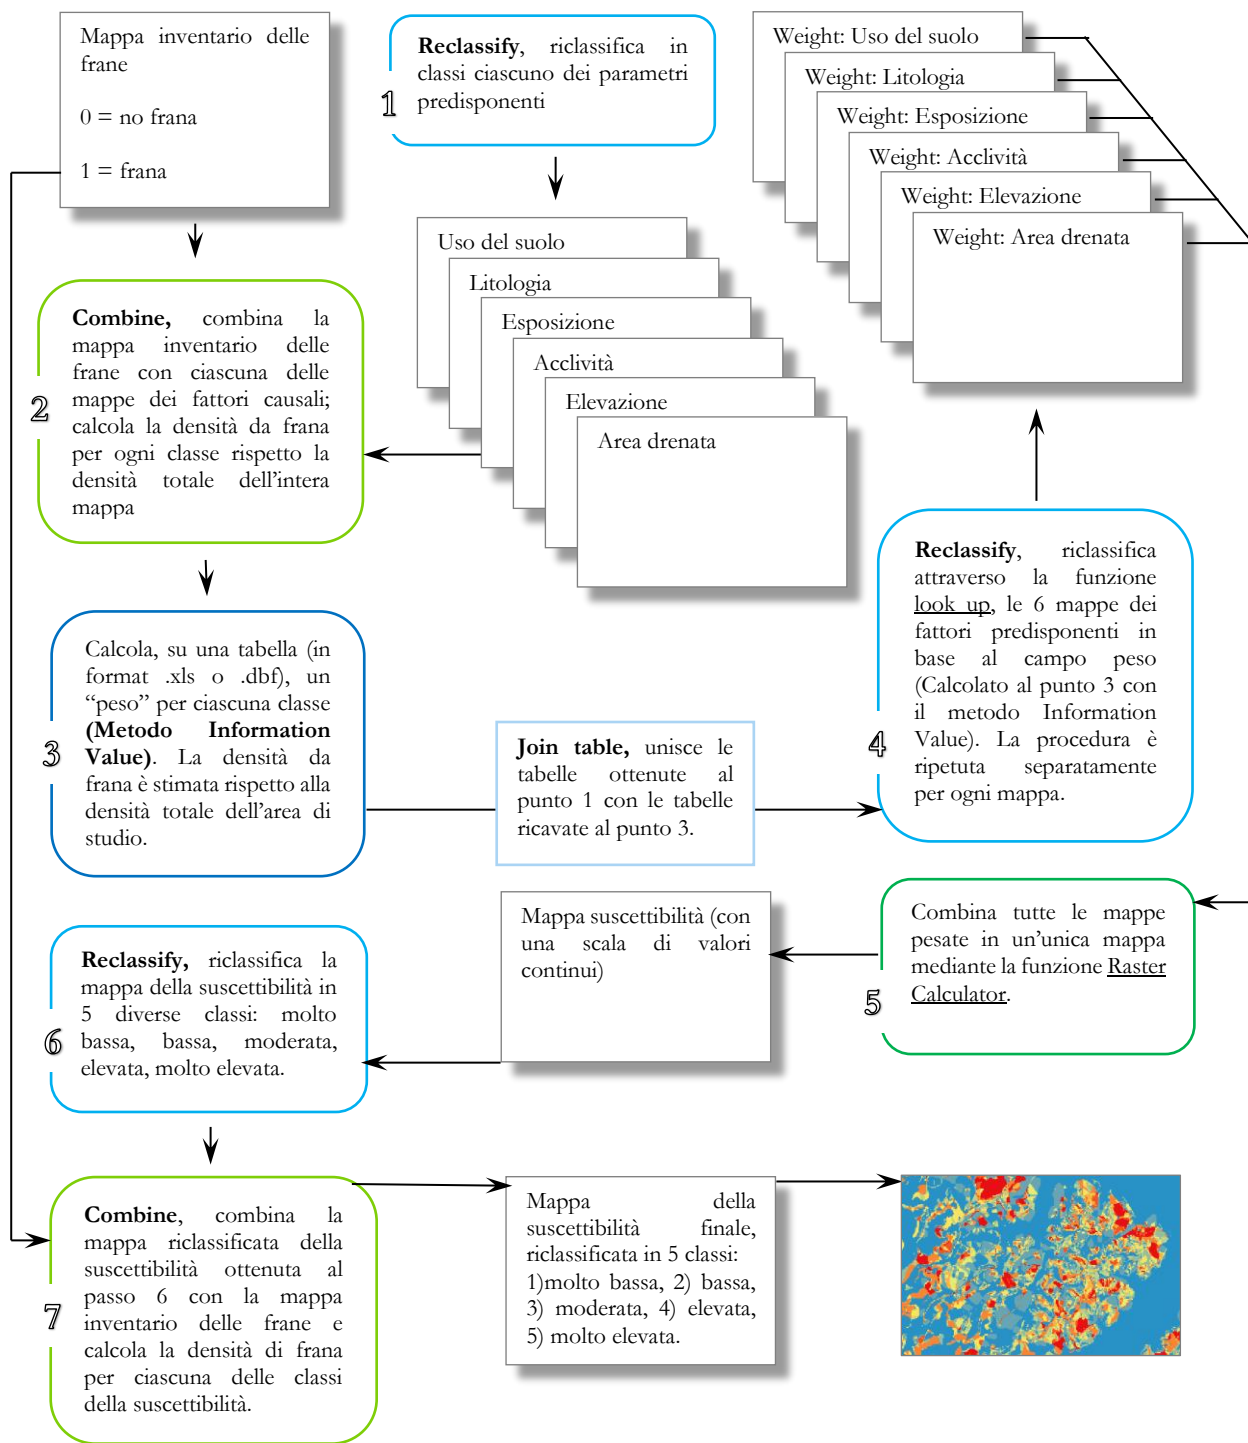 Mappa inventario delle
frane
0 = no frana
1 = frana
1
Reclassify, riclassifica in
classi ciascuno dei parametri
predisponenti
Weight: Uso del suolo
Weight: Litologia
Weight: Esposizione
Weight: Acclività
Weight: Elevazione
Weight: Area drenata
Uso del suolo
Litologia
Esposizione
Acclività
Elevazione
Area drenata
2
Combine, combina la
mappa inventario delle
frane con ciascuna delle
mappe dei fattori causali;
calcola la densità da frana
per ogni classe rispetto la
densità totale dell'intera
mappa
3
Calcola, su una tabella (in
format .xls o .dbf), un
“peso” per ciascuna classe
(Metodo Information
Value). La densità da
frana è stimata rispetto alla
densità totale dell'area di
studio.
Join table, unisce le
tabelle ottenute al
punto 1 con le tabelle
ricavate al punto 3.
4
Reclassify, riclassifica
attraverso la funzione
look up, le 6 mappe dei
fattori predisponenti in
base al campo peso
(Calcolato al punto 3 con
il metodo Information
Value). La procedura è
ripetuta separatamente
per ogni mappa.
5
Combina tutte le mappe
pesate in un'unica mappa
mediante la funzione Raster
Calculator.
Mappa suscettibilità (con
una scala di valori
continui)
6
Reclassify, riclassifica la
mappa della suscettibilità in
5 diverse classi: molto
bassa, bassa, moderata,
elevata, molto elevata.
7
Combine, combina la
mappa riclassificata della
suscettibilità ottenuta al
passo 6 con la mappa
inventario delle frane e
calcola la densità di frana
per ciascuna delle classi
della suscettibilità.
Mappa della
suscettibilità finale,
riclassificata in 5 classi:
1)molto bassa, 2) bassa,
3) moderata, 4) elevata,
5) molto elevata.